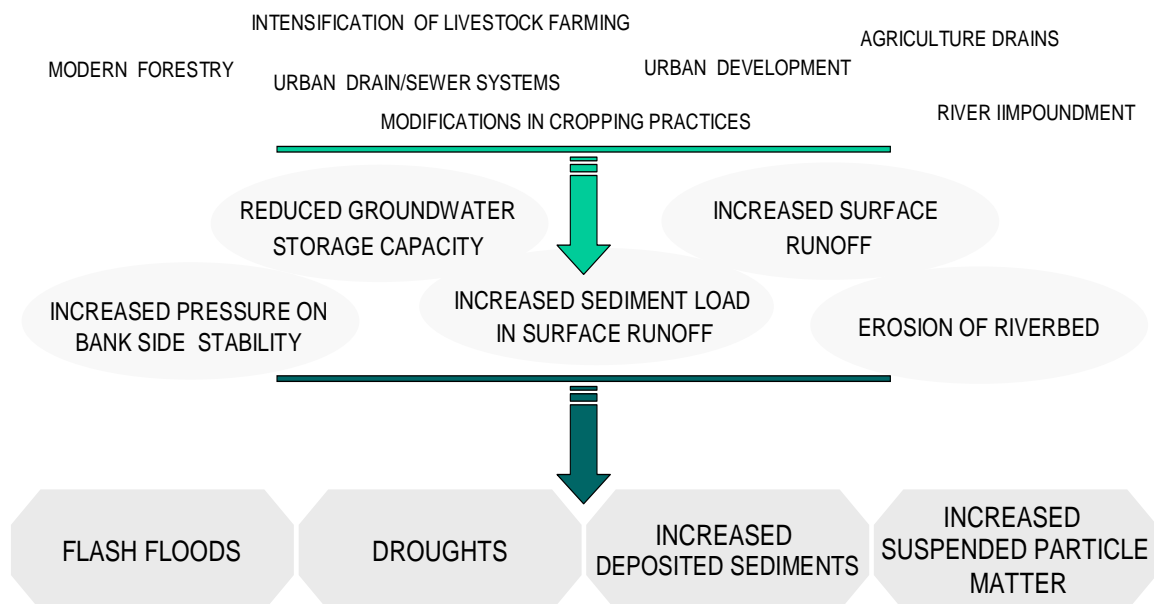 INTENSIFICATION OF LIVESTOCK FARMING
AGRICULTURE DRAINS
MODERN FORESTRY
URBAN DEVELOPMENT
URBAN DRAIN/SEWER SYSTEMS
RIVER IIMPOUNDMENT
MODIFICATIONS IN CROPPING PRACTICES
REDUCED GROUNDWATER
STORAGE CAPACITY
INCREASED SURFACE
RUNOFF
INCREASED PRESSURE ON
BANK SIDE STABILITY
INCREASED SEDIMENT LOAD
IN SURFACE RUNOFF
EROSION OF RIVERBED
FLASH FLOODS
DROUGHTS
INCREASED
DEPOSITED SEDIMENTS
INCREASED
SUSPENDED PARTICLE
MATTER